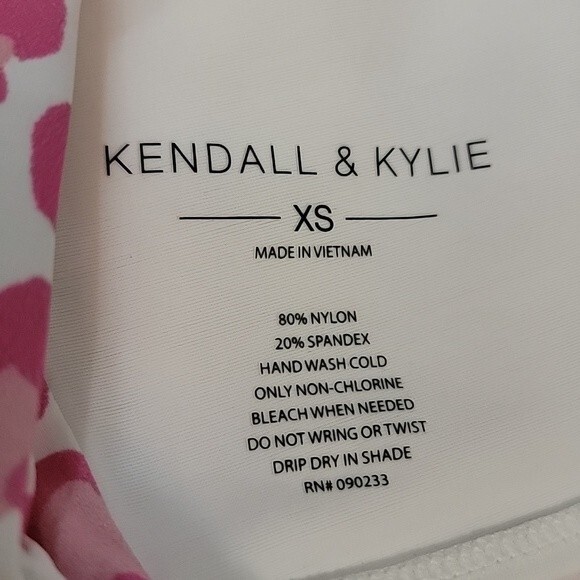 KENDALL & KYLIE
XS
MADE IN VIETNAM
80% NYLON
20% SPANDEX
HAND WASH COLD
ONLY NON-CHLORINE
BLEACH WHEN NEEDED
DO NOT WRING OR TWIST
DRIP DRY IN SHADE
RN# 090233